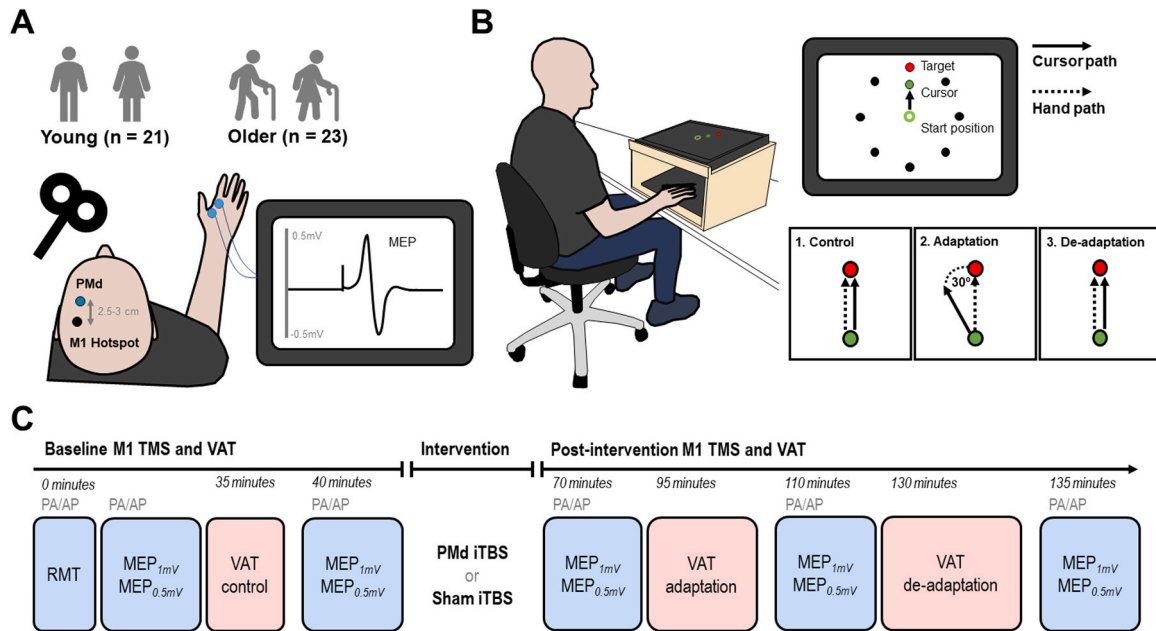 A
Young (n = 21)
Older (n = 23)
PMd
2.5-3 cm
M1 Hotspot
0.5mV
MEP
-0.5mV
B
Target
Cursor
Start position
Cursor path
Hand path
1. Control
2. Adaptation
30º
3. De-adaptation
C
Baseline M1 TMS and VAT
Intervention
Post-intervention M1 TMS and VAT
0 minutes
35 minutes
40 minutes
70 minutes
95 minutes
110 minutes
130 minutes
135 minutes
PA/AP
PA/AP
PA/AP
PA/AP
PA/AP
PA/AP
RMT
MEP1mV
MEP0.5mV
VAT
control
MEP1mV
MEP0.5mV
PMd iTBS
or
Sham iTBS
MEP1mV
MEP0.5mV
VAT
adaptation
MEP1mV
MEP0.5mV
VAT
de-adaptation
MEP1mV
MEP0.5mV